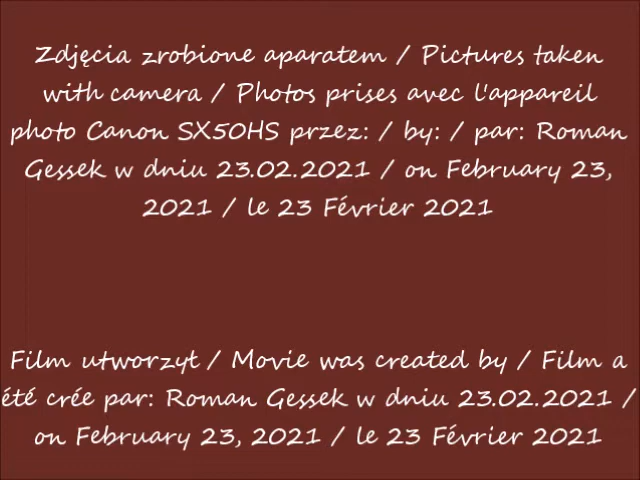 Zdjęcia zrobione aparatem / Pictures taken
with camera / Photos prises avec l'appareil
photo Canon SX50HS przez: / by: / par: Roman
Gessek w dniu 23.02.2021 / on February 23,
2021 / le 23 Février 2021
Film utworzył / Movie was created by / Film a
été crée par: Roman Gessek w dniu 23.02.2021 /
on February 23, 2021 / le 23 Février 2021